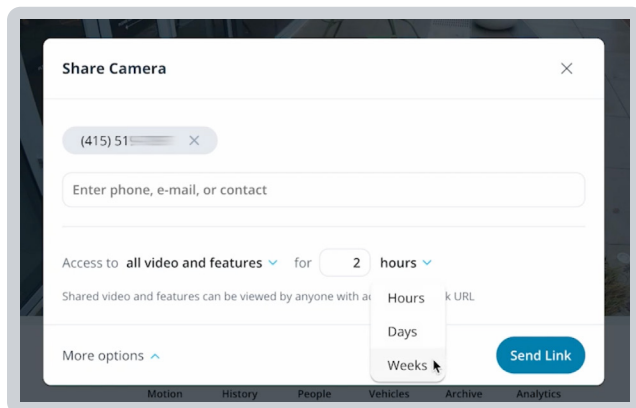 Share Camera
(415) 51
Enter phone, e-mail, or contact
Access to all video and features for 2 hours
Shared video and features can be viewed by anyone with k URL
Hours
Days
Weeks
More options
Send Link
Motion History People Vehicles Archive Analytics